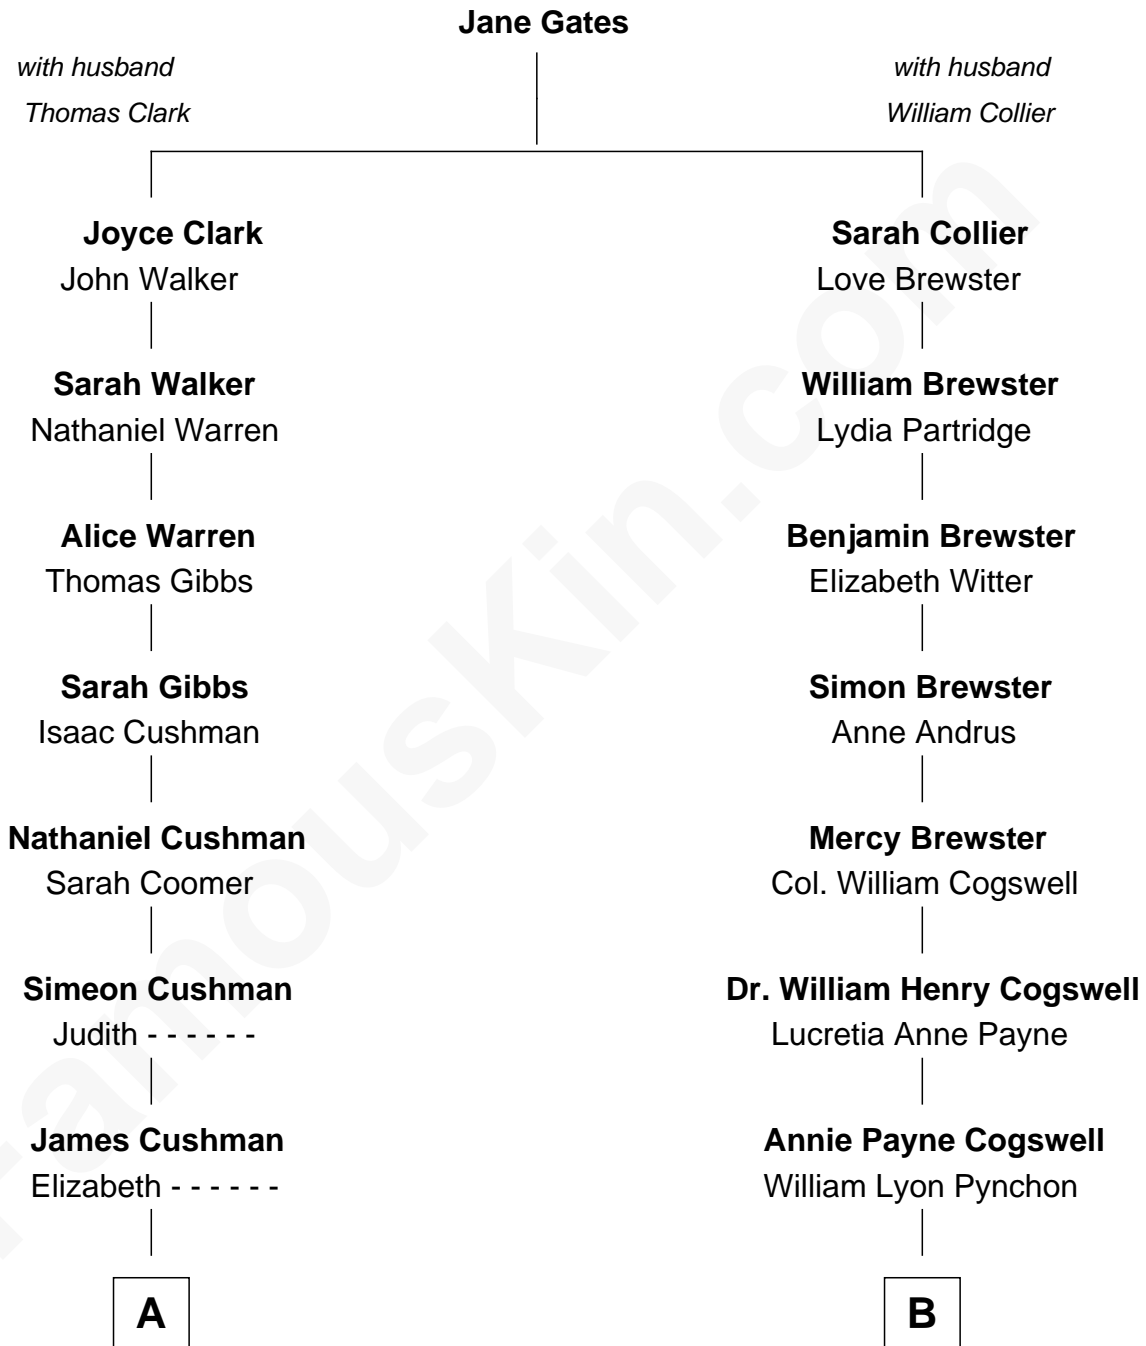 Jane Gates
with husband
Thomas Clark
with husband
William Collier
Joyce Clark
John Walker
Sarah Walker
Nathaniel Warren
Alice Warren
Thomas Gibbs
Sarah Gibbs
Isaac Cushman
Nathaniel Cushman
Sarah Coomer
Simeon Cushman
Judith - - - - - -
James Cushman
Elizabeth - - - - - -
A
Sarah Collier
Love Brewster
William Brewster
Lydia Partridge
Benjamin Brewster
Elizabeth Witter
Simon Brewster
Anne Andrus
Mercy Brewster
Col. William Cogswell
Dr. William Henry Cogswell
Lucretia Anne Payne
Annie Payne Cogswell
William Lyon Pynchon
B
FamousKin.com